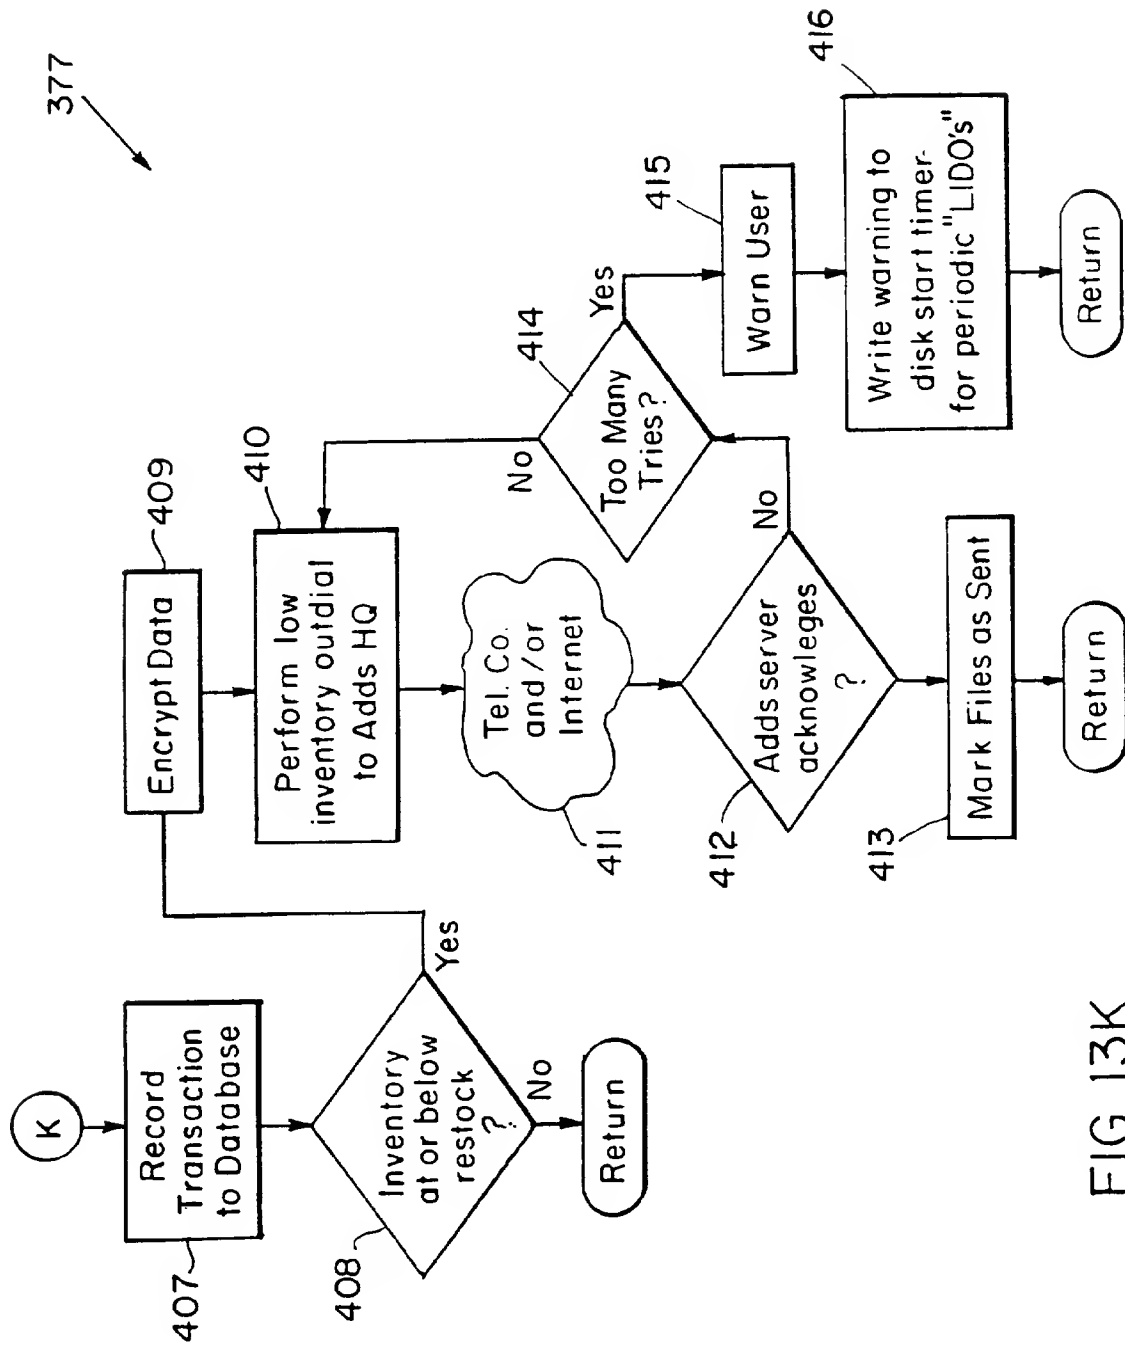 377
K
Record
Transaction
to Database
407
Inventory
at or below
restock
?
408
Yes
No
Return
Encrypt Data
409
Perform low
inventory outdial
to Adds HQ
410
Tel. Co.
and/or
Internet
411
Adds server
acknowleges
?
412
No
Mark Files as Sent
413
Return
Too Many
Tries?
414
No
Yes
Warn User
415
Write warning to
disk start timer-
for periodic "LIDO's"
416
Return
FIG. 13K